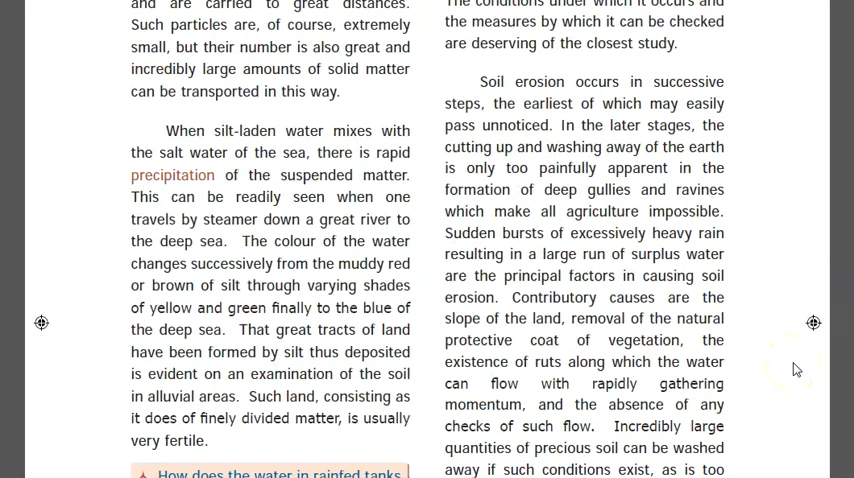 and are carried to great distances.
Such particles are, of course, extremely
small, but their number is also great and
incredibly large amounts of solid matter
can be transported in this way.
When silt-laden water mixes with
the salt water of the sea, there is rapid
precipitation of the suspended matter.
This can be readily seen when one
travels by steamer down a great river to
the deep sea. The colour of the water
changes successively from the muddy red
or brown of silt through varying shades
of yellow and green finally to the blue of
the deep sea. That great tracts of land
have been formed by silt thus deposited
is evident on an examination of the soil
in alluvial areas. Such land, consisting as
it does of finely divided matter, is usually
very fertile.
How does the water in rainfed tanks
The conditions under which it occurs and
the measures by which it can be checked
are deserving of the closest study.
Soil erosion occurs in successive
steps, the earliest of which may easily
pass unnoticed. In the later stages, the
cutting up and washing away of the earth
is only too painfully apparent in the
formation of deep gullies and ravines
which make all agriculture impossible.
Sudden bursts of excessively heavy rain
resulting in a large run of surplus water
are the principal factors in causing soil
erosion. Contributory causes are the
slope of the land, removal of the natural
protective coat of vegetation, the
existence of ruts along which the water
can flow with rapidly gathering
momentum, and the absence of any
checks of such flow. Incredibly large
quantities of precious soil can be washed
away if such conditions exist, as is too